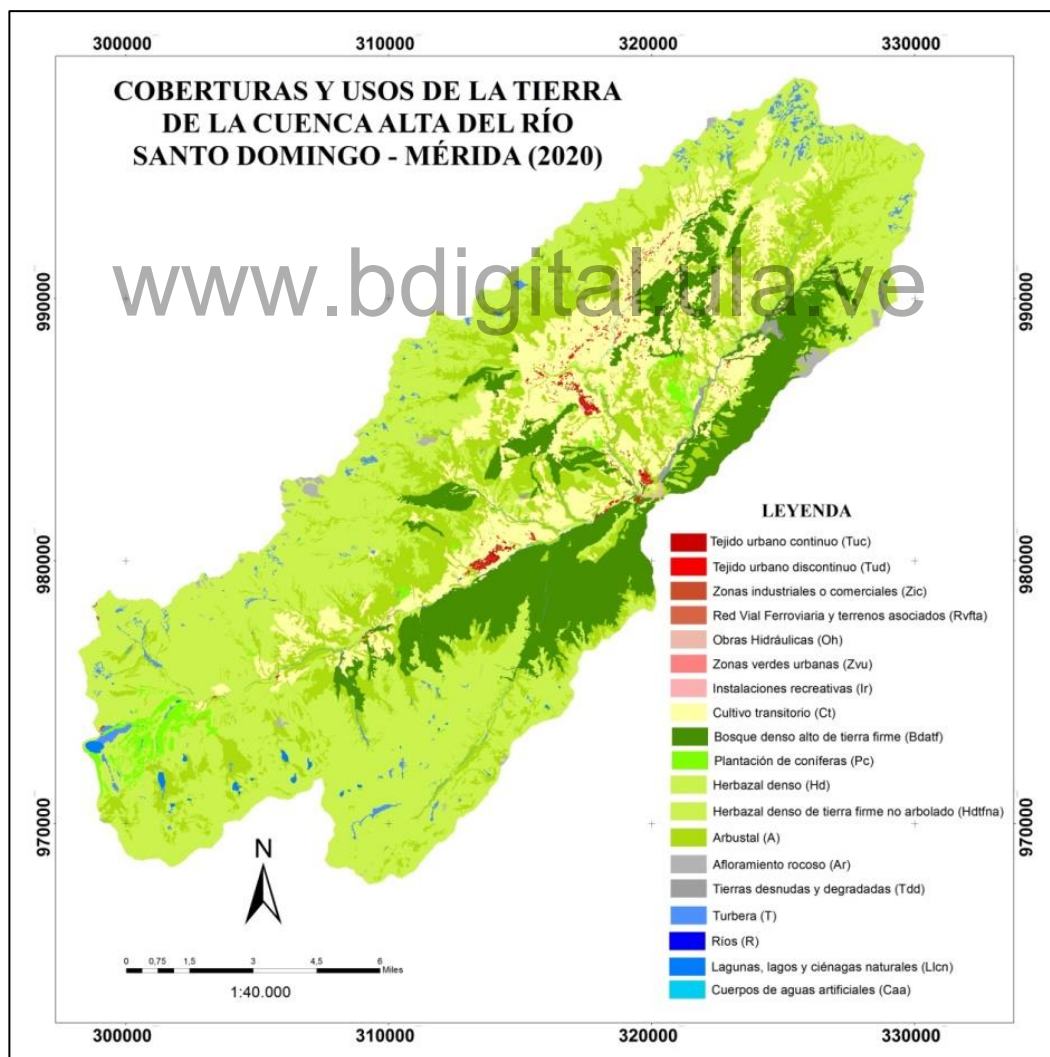 300000 310000 320000 330000
COBERTURAS Y USOS DE LA TIERRA
DE LA CUENCA ALTA DEL RÍO
SANTO DOMINGO - MÉRIDA (2020)
www.bdigital.ula.ve
990000 990000
980000 980000
970000 970000
LEYENDA
Tejido urbano continuo (Tuc)
Tejido urbano discontinuo (Tud)
Zonas industriales o comerciales (Zic)
Red Vial Ferroviaria y terrenos asociados (Rvfta)
Obras Hidráulicas (Oh)
Zonas verdes urbanas (Zvu)
Instalaciones recreativas (Ir)
Cultivo transitorio (Ct)
Bosque denso alto de tierra firme (Bdatf)
Plantación de coníferas (Pc)
Herbazal denso (Hd)
Herbazal denso de tierra firme no arbolado (Hdtfna)
Arbustal (A)
Afloramiento rocoso (Ar)
Tierras desnudas y degradadas (Tdd)
Turbera (T)
Ríos (R)
Lagunas, lagos y ciénagas naturales (Llcn)
Cuerpos de aguas artificiales (Caa)
N
0 0,75 1,5 3 4,5 6
Miles
1:40.000
300000 310000 320000 330000